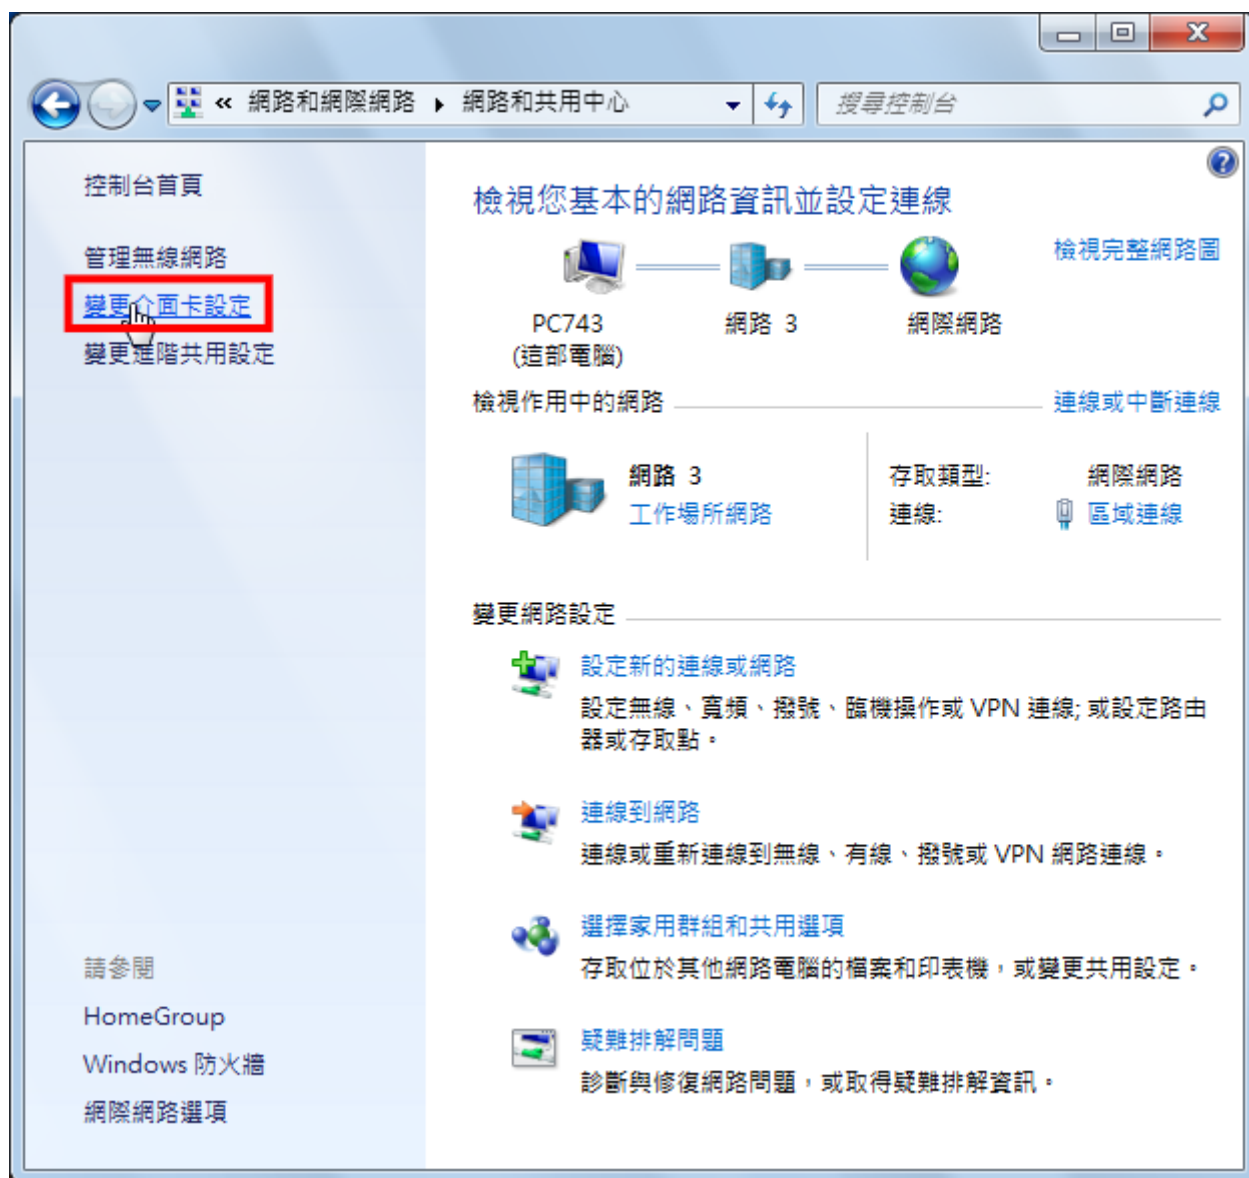 « 網路和網際網路 ▸ 網路和共用中心
搜尋控制台
控制台首頁
管理無線網路
變更介面卡設定
變更進階共用設定
請參閱
HomeGroup
Windows 防火牆
網際網路選項
檢視您基本的網路資訊並設定連線
檢視完整網路圖
PC743
(這部電腦)
網路 3
網際網路
檢視作用中的網路
連線或中斷連線
網路 3
工作場所網路
存取類型: 網際網路
連線: 區域連線
變更網路設定
設定新的連線或網路
設定無線、寬頻、撥號、臨機操作或 VPN 連線; 或設定路由
器或存取點。
連線到網路
連線或重新連線到無線、有線、撥號或 VPN 網路連線。
選擇家用群組和共用選項
存取位於其他網路電腦的檔案和印表機，或變更共用設定。
疑難排解問題
診斷與修復網路問題，或取得疑難排解資訊。